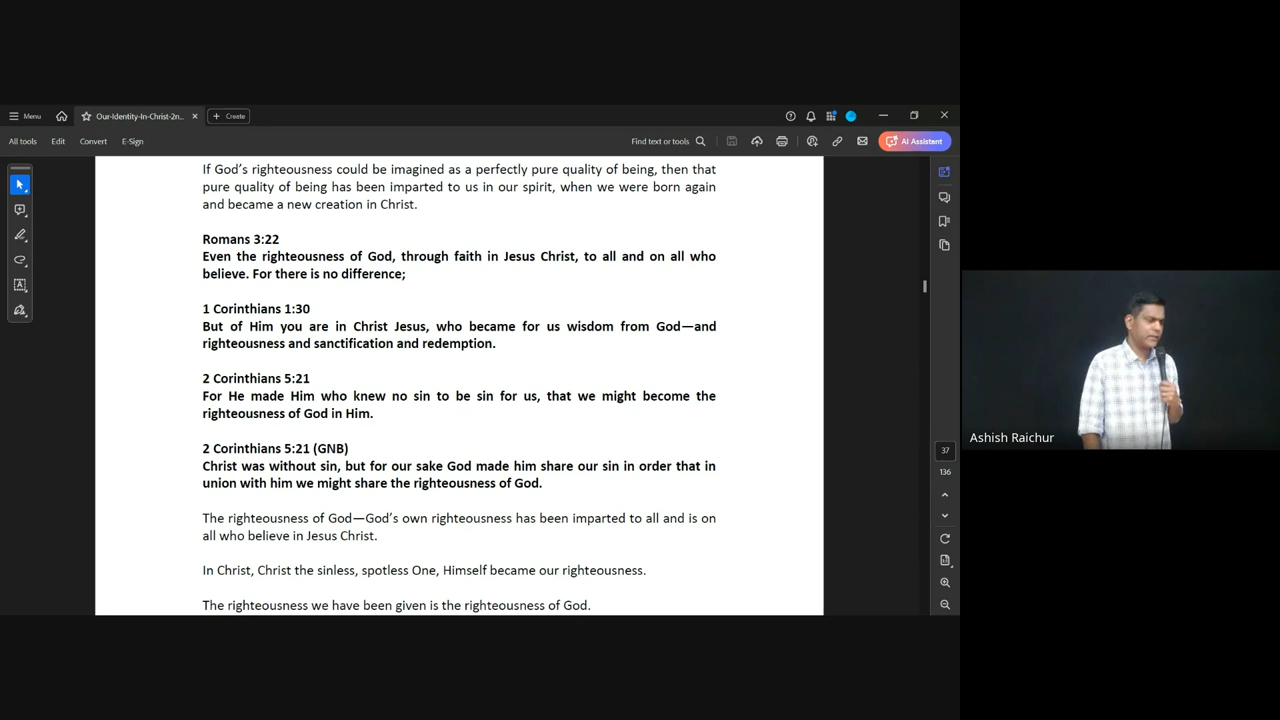 Menu
Our-Identity-In-Christ-2n...
Create
All tools
Edit
Convert
E-Sign
Find text or tools
AI Assistant
If God's righteousness could be imagined as a perfectly pure quality of being, then that
pure quality of being has been imparted to us in our spirit, when we were born again
and became a new creation in Christ.
Romans 3:22
Even the righteousness of God, through faith in Jesus Christ, to all and on all who
believe. For there is no difference;
1 Corinthians 1:30
But of Him you are in Christ Jesus, who became for us wisdom from God—and
righteousness and sanctification and redemption.
2 Corinthians 5:21
For He made Him who knew no sin to be sin for us, that we might become the
righteousness of God in Him.
2 Corinthians 5:21 (GNB)
Christ was without sin, but for our sake God made him share our sin in order that in
union with him we might share the righteousness of God.
The righteousness of God—God's own righteousness has been imparted to all and is on
all who believe in Jesus Christ.
In Christ, Christ the sinless, spotless One, Himself became our righteousness.
The righteousness we have been given is the righteousness of God.
37
136
Ashish Raichur